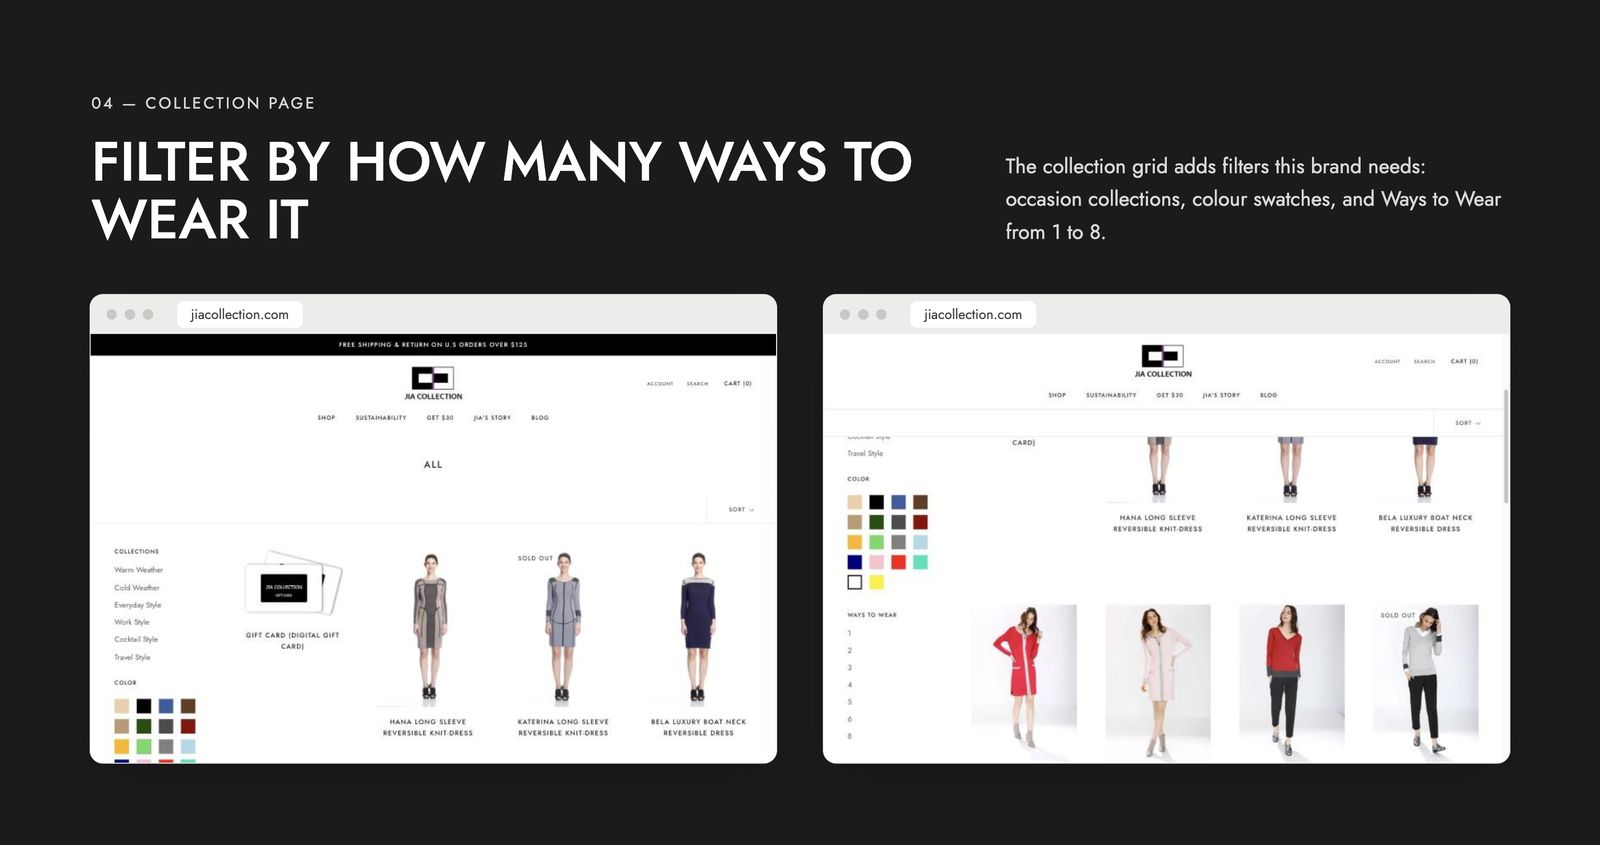 04 — COLLECTION PAGE
FILTER BY HOW MANY WAYS TO
WEAR IT
The collection grid adds filters this brand needs:
occasion collections, colour swatches, and Ways to Wear
from 1 to 8.
jiacollection.com
FREE SHIPPING & RETURN ON U.S ORDERS OVER $125
JIA COLLECTION
ACCOUNT SEARCH CART (0)
SHOP SUSTAINABILITY GET $30 JIA'S STORY BLOG
ALL
SORT
COLLECTIONS
Warm Weather
Cold Weather
Everyday Style
Work Style
Cocktail Style
Travel Style
COLOR
JIA COLLECTION
GIFT CARD
GIFT CARD (DIGITAL GIFT
CARD)
HANA LONG SLEEVE
REVERSIBLE KNIT-DRESS
SOLD OUT
KATERINA LONG SLEEVE
REVERSIBLE KNIT-DRESS
BELA LUXURY BOAT NECK
REVERSIBLE DRESS
jiacollection.com
JIA COLLECTION
ACCOUNT SEARCH CART (0)
SHOP SUSTAINABILITY GET $30 JIA'S STORY BLOG
SORT
Cocktail Style
Travel Style
COLOR
WAYS TO WEAR
1
2
3
4
5
6
8
CARD)
HANA LONG SLEEVE
REVERSIBLE KNIT-DRESS
KATERINA LONG SLEEVE
REVERSIBLE KNIT-DRESS
BELA LUXURY BOAT NECK
REVERSIBLE DRESS
SOLD OUT